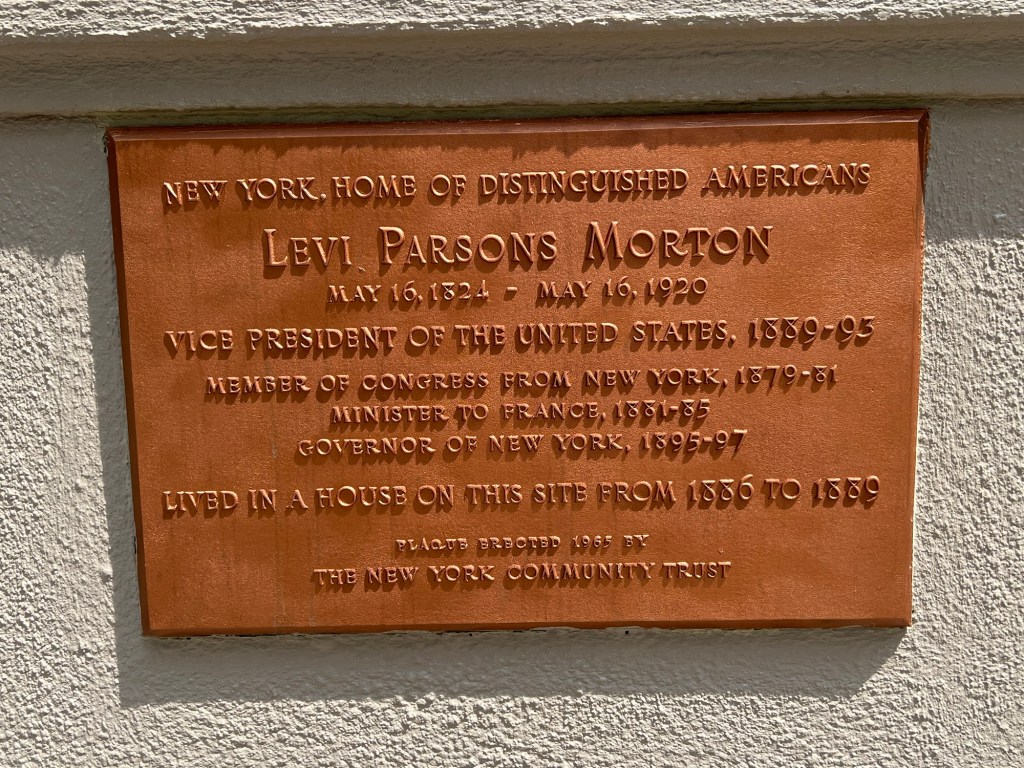 NEW YORK, HOME OF DISTINGUISHED AMERICANS
LEVI PARSONS MORTON
MAY 16, 1824 - MAY 16, 1920
VICE PRESIDENT OF THE UNITED STATES, 1889-93
MEMBER OF CONGRESS FROM NEW YORK, 1879-81
MINISTER TO FRANCE, 1881-85
GOVERNOR OF NEW YORK, 1895-97
LIVED IN A HOUSE ON THIS SITE FROM 1886 TO 1889
PLAQUE ERECTED 1965 BY
THE NEW YORK COMMUNITY TRUST